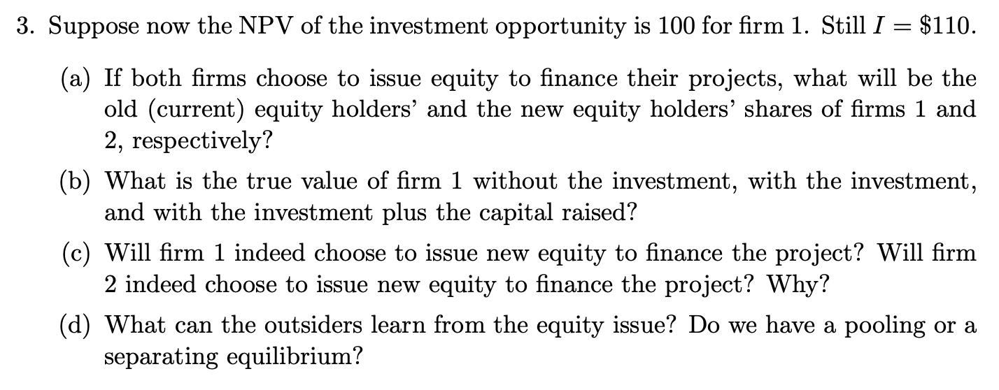 3. Suppose now the NPV of the investment opportunity is 100 for firm 1. Still I = $110.
(a) If both firms choose to issue equity to finance their projects, what will be the
old (current) equity holders’ and the new equity holders’ shares of firms 1 and
2, respectively?
(b) What is the true value of firm 1 without the investment, with the investment,
and with the investment plus the capital raised?
(c) Will firm 1 indeed choose to issue new equity to finance the project? Will firm
2 indeed choose to issue new equity to finance the project? Why?
(d) What can the outsiders learn from the equity issue? Do we have a pooling or a
separating equilibrium?